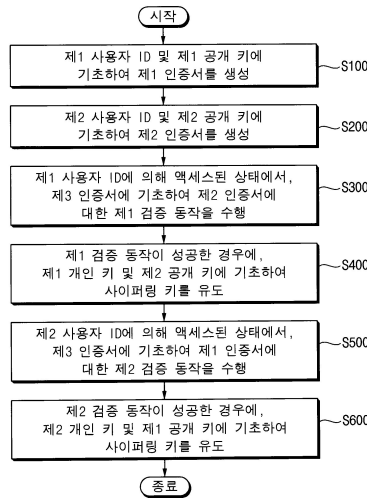 시작
제1 사용자 ID 및 제1 공개 키에
기초하여 제1 인증서를 생성
S100
제2 사용자 ID 및 제2 공개 키에
기초하여 제2 인증서를 생성
S200
제1 사용자 ID에 의해 액세스된 상태에서,
제3 인증서에 기초하여 제2 인증서에
대한 제1 검증 동작을 수행
S300
제1 검증 동작이 성공한 경우에,
제1 개인 키 및 제2 공개 키에 기초하여
사이퍼링 키를 유도
S400
제2 사용자 ID에 의해 액세스된 상태에서,
제3 인증서에 기초하여 제1 인증서에
대한 제2 검증 동작을 수행
S500
제2 검증 동작이 성공한 경우에,
제2 개인 키 및 제1 공개 키에 기초하여
사이퍼링 키를 유도
S600
종료